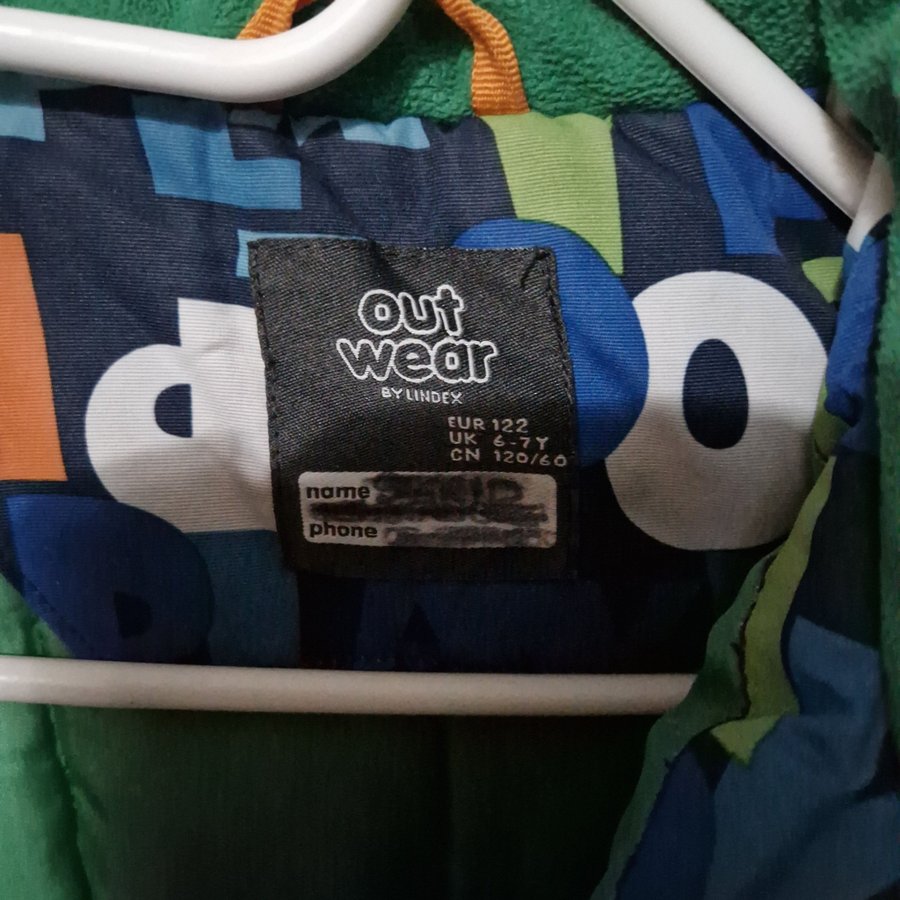 out
wear
BY LINDEX
EUR 122
UK 6-7Y
CN 120/60
name
phone